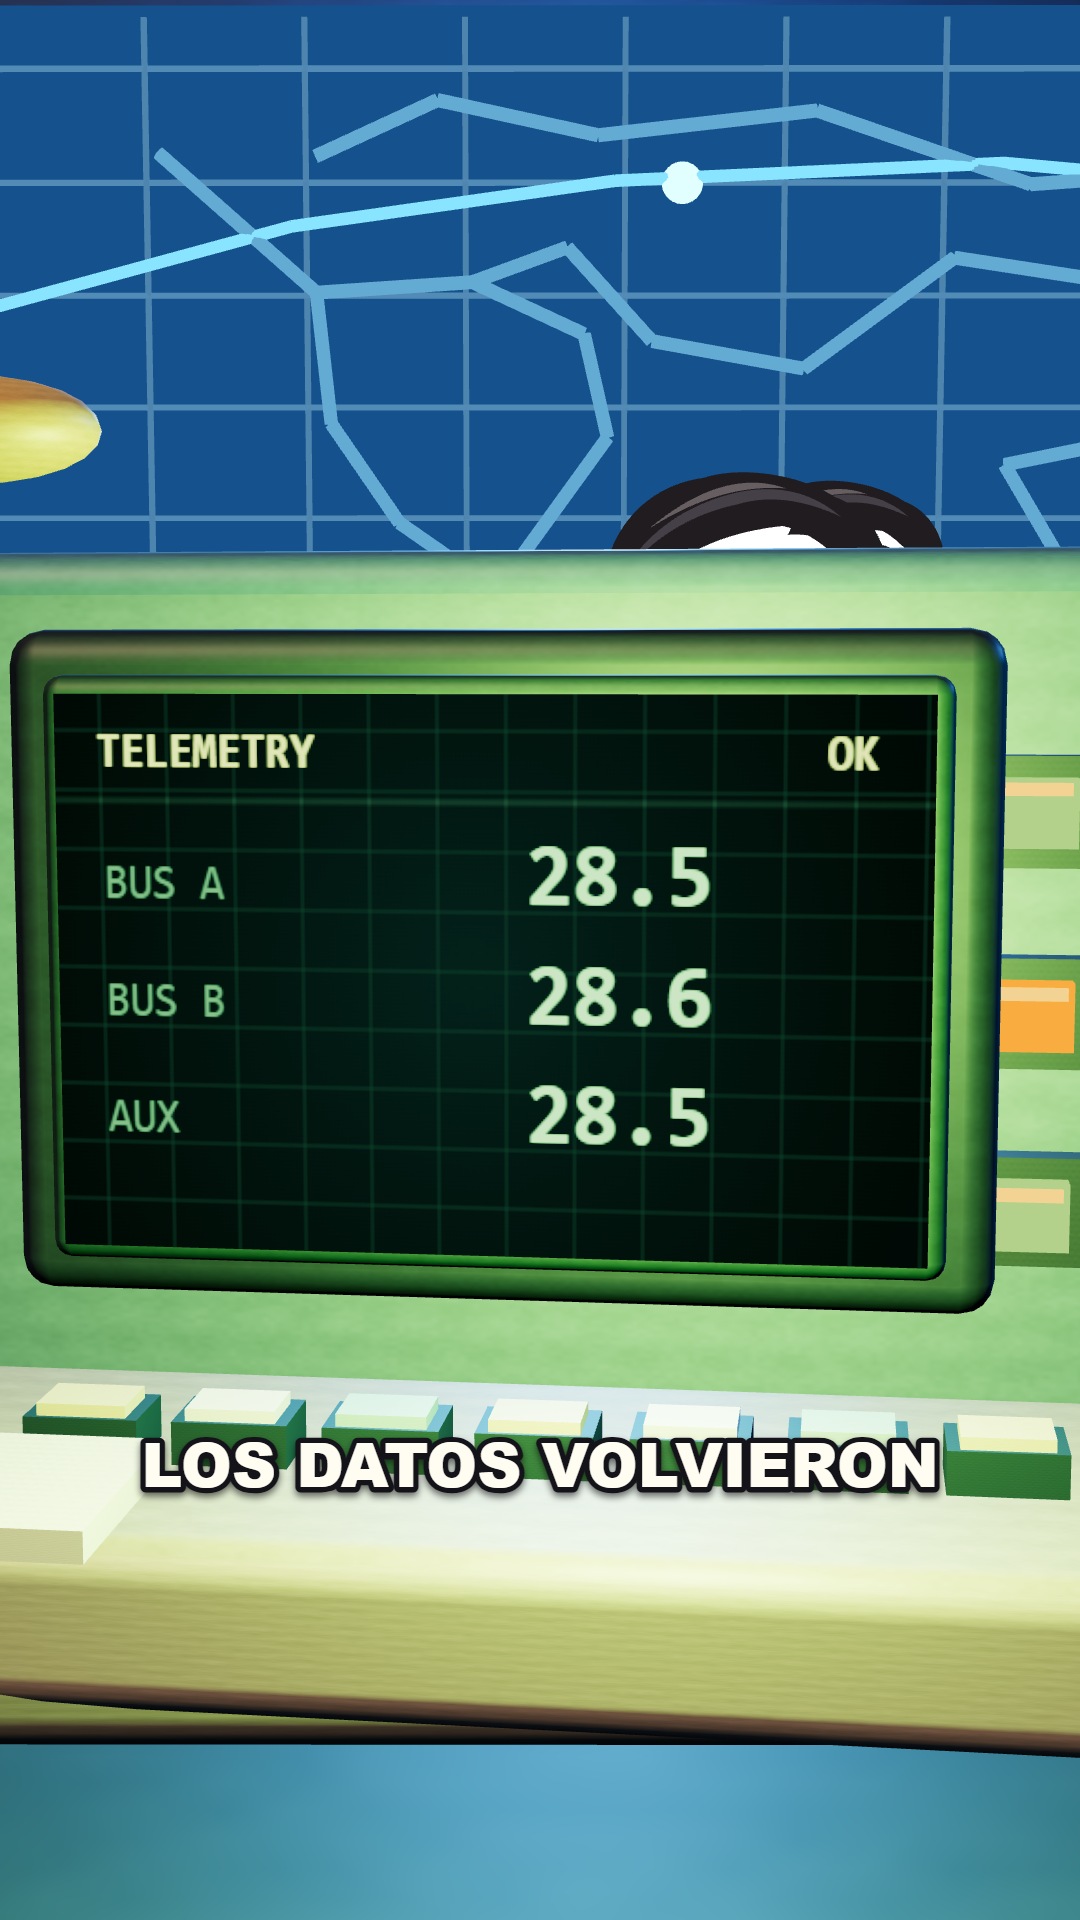 TELEMETRY OK
BUS A 28.5
BUS B 28.6
AUX 28.5
LOS DATOS VOLVIERON